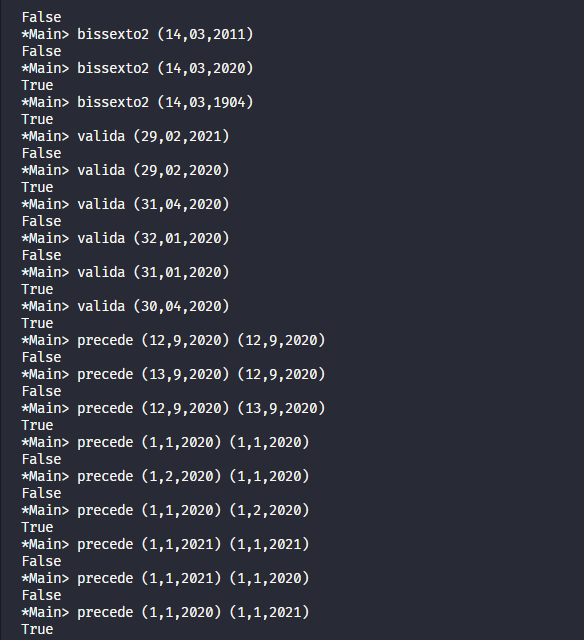 False
*Main> bissexto2 (14,03,2011)
False
*Main> bissexto2 (14,03,2020)
True
*Main> bissexto2 (14,03,1904)
True
*Main> valida (29,02,2021)
False
*Main> valida (29,02,2020)
True
*Main> valida (31,04,2020)
False
*Main> valida (32,01,2020)
False
*Main> valida (31,01,2020)
True
*Main> valida (30,04,2020)
True
*Main> precede (12,9,2020) (12,9,2020)
False
*Main> precede (13,9,2020) (12,9,2020)
False
*Main> precede (12,9,2020) (13,9,2020)
True
*Main> precede (1,1,2020) (1,1,2020)
False
*Main> precede (1,2,2020) (1,1,2020)
False
*Main> precede (1,1,2020) (1,2,2020)
True
*Main> precede (1,1,2021) (1,1,2021)
False
*Main> precede (1,1,2021) (1,1,2020)
False
*Main> precede (1,1,2020) (1,1,2021)
True